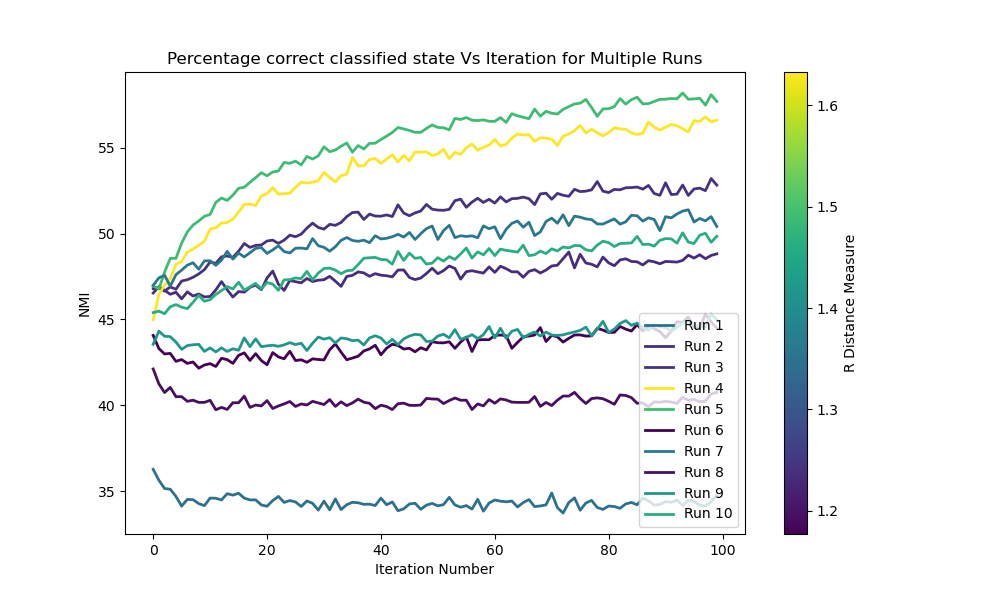 Percentage correct classified state Vs Iteration for Multiple Runs
NMI
55
50
45
40
35
0
20
40
60
80
100
Iteration Number
Run 1
Run 2
Run 3
Run 4
Run 5
Run 6
Run 7
Run 8
Run 9
Run 10
1.6
1.5
1.4
1.3
1.2
R Distance Measure